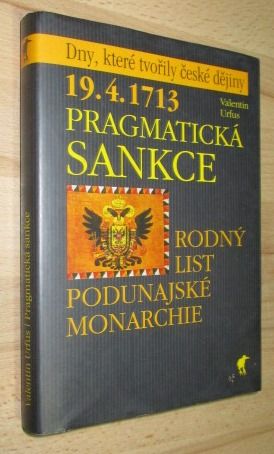 Dny, které tvořily české dějiny
19.4.1713
Valentin
Urfus
PRAGMATICKÁ
SANKCE
RODNÝ
LIST
PODUNAJSKÉ
MONARCHIE
Valentin Urfus / Pragmatická sankce